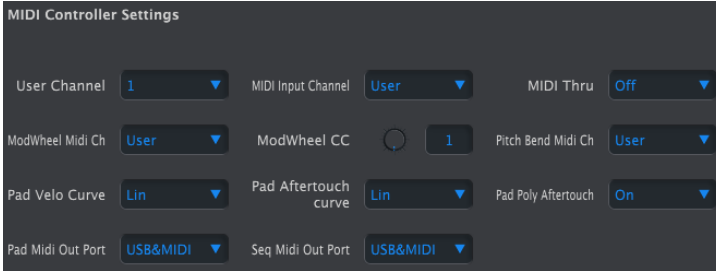 MIDI Controller Settings
User Channel 1 MIDI Input Channel User MIDI Thru Off
ModWheel Midi Ch User ModWheel CC 1 Pitch Bend Midi Ch User
Pad Velo Curve Lin Pad Aftertouch curve Lin Pad Poly Aftertouch On
Pad Midi Out Port USB&MIDI Seq Midi Out Port USB&MIDI